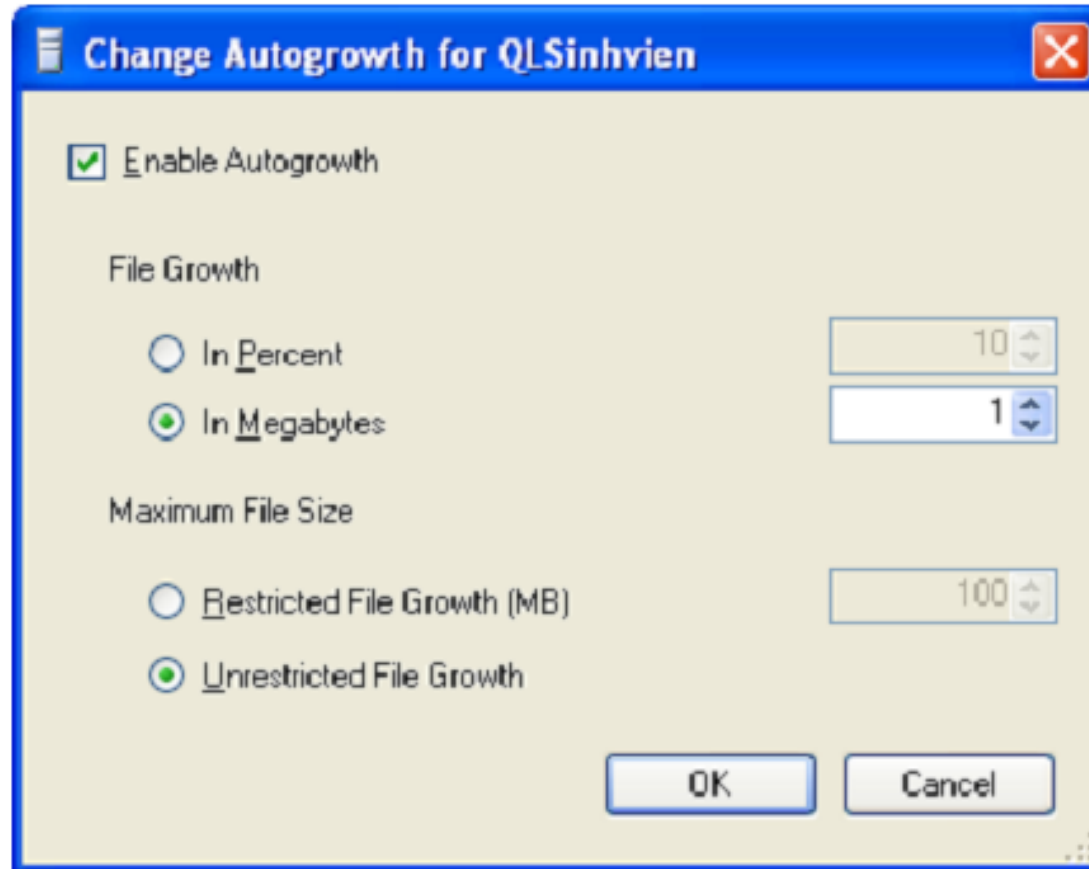 Change Autogrowth for QLSinhvien
Enable Autogrowth
File Growth
In Percent 10
In Megabytes 1
Maximum File Size
Restricted File Growth (MB) 100
Unrestricted File Growth
OK Cancel